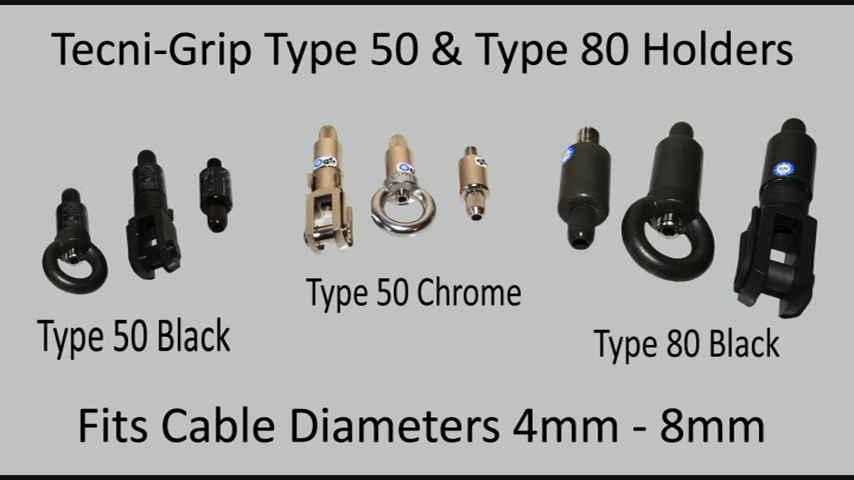 Tecni-Grip Type 50 & Type 80 Holders
Type 50 Chrome
Type 50 Black
Type 80 Black
Fits Cable Diameters 4mm - 8mm